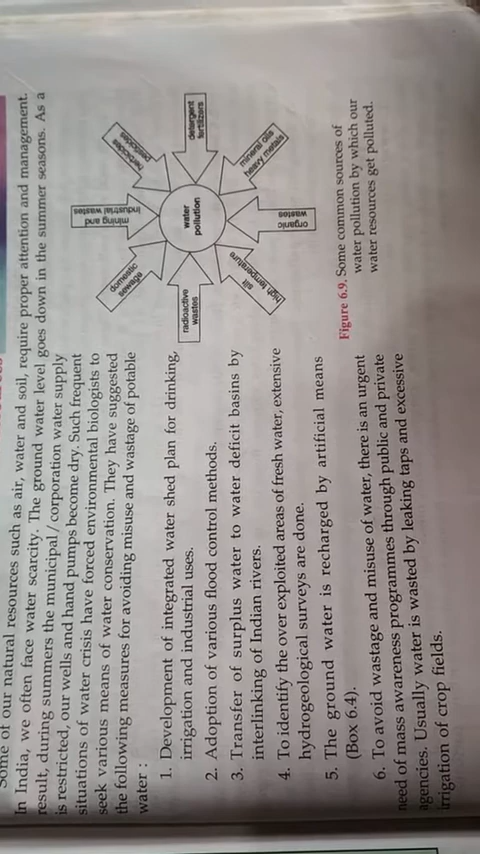 Some of our natural resources such as air, water and soil, require proper attention and management.
In India, we often face water scarcity. The ground water level goes down in the summer seasons. As a
result, during summers the municipal/corporation water supply
is restricted, our wells and hand pumps become dry. Such frequent
situations of water crisis have forced environmental biologists to
seek various means of water conservation. They have suggested
the following measures for avoiding misuse and wastage of potable
water :
1. Development of integrated water shed plan for drinking,
irrigation and industrial uses.
2. Adoption of various flood control methods.
3. Transfer of surplus water to water deficit basins by
interlinking of Indian rivers.
4. To identify the over exploited areas of fresh water, extensive
hydrogeological surveys are done.
5. The ground water is recharged by artificial means
(Box 6.4).
6. To avoid wastage and misuse of water, there is an urgent
need of mass awareness programmes through public and private
agencies. Usually water is wasted by leaking taps and excessive
irrigation of crop fields.
radioactive
wastes
domestic
sewage
mining and
industrial wastes
herbicides
pesticides
detergent
fertilizers
mineral oils
heavy metals
organic
wastes
silt
high temperature
water
pollution
Figure 6.9. Some common sources of
water pollution by which our
water resources get polluted.